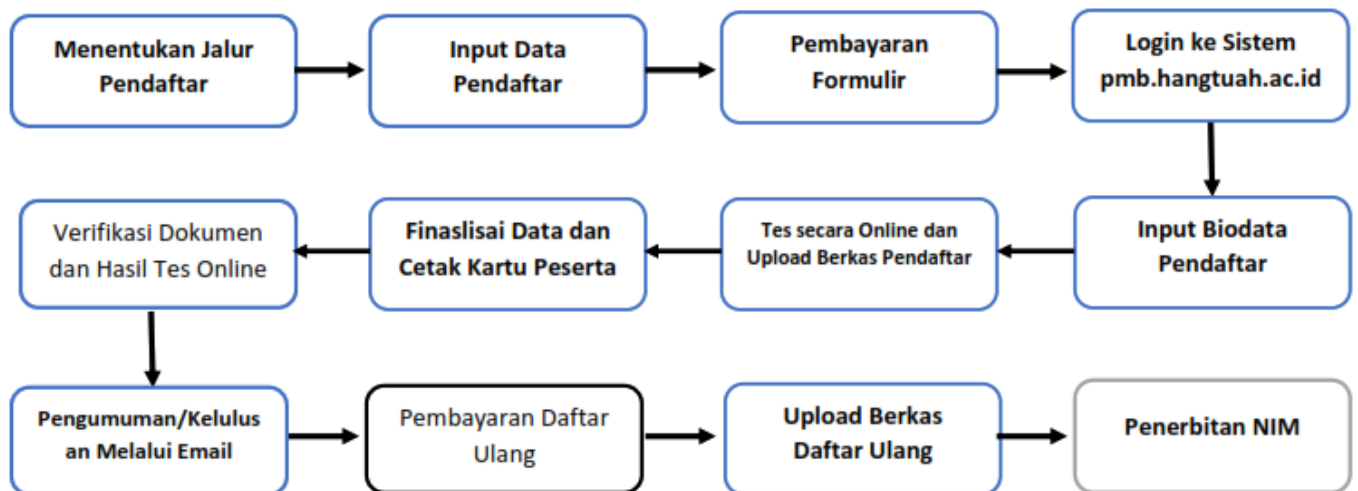 Menentukan Jalur
Pendaftar
Input Data
Pendaftar
Pembayaran
Formulir
Login ke Sistem
pmb.hangtuah.ac.id
Input Biodata
Pendaftar
Tes secara Online dan
Upload Berkas Pendaftar
Finaslisai Data dan
Cetak Kartu Peserta
Verifikasi Dokumen
dan Hasil Tes Online
Pengumuman/Kelulus
an Melalui Email
Pembayaran Daftar
Ulang
Upload Berkas
Daftar Ulang
Penerbitan NIM